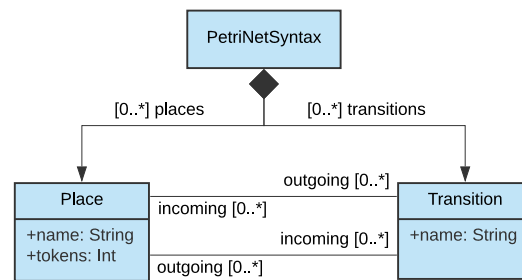 PetriNetSyntax
[0..*] places
[0..*] transitions
Place
+name: String
+tokens: Int
outgoing [0..*]
incoming [0..*]
incoming [0..*]
outgoing [0..*]
Transition
+name: String